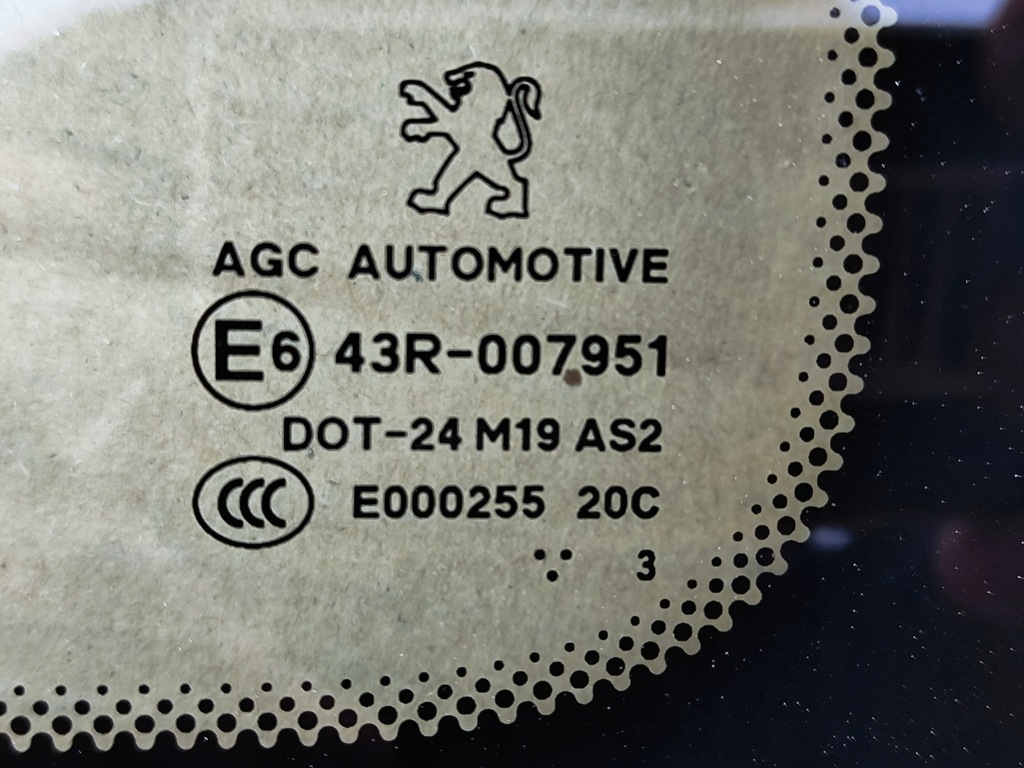 AGC AUTOMOTIVE
E6 43R-007951
DOT-24 M19 AS2
CCC E000255 20C
3